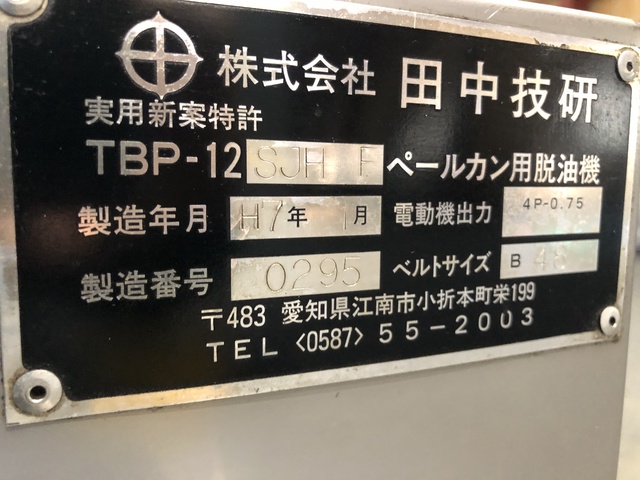 株式会社 田中技研
実用新案特許
TBP-12 SJH F ペールカン用脱油機
製造年月 H7年 1月 電動機出力 4P-0.75
製造番号 0295 ベルトサイズ B
〒483 愛知県江南市小折本町栄199
TEL <0587> 55-2003